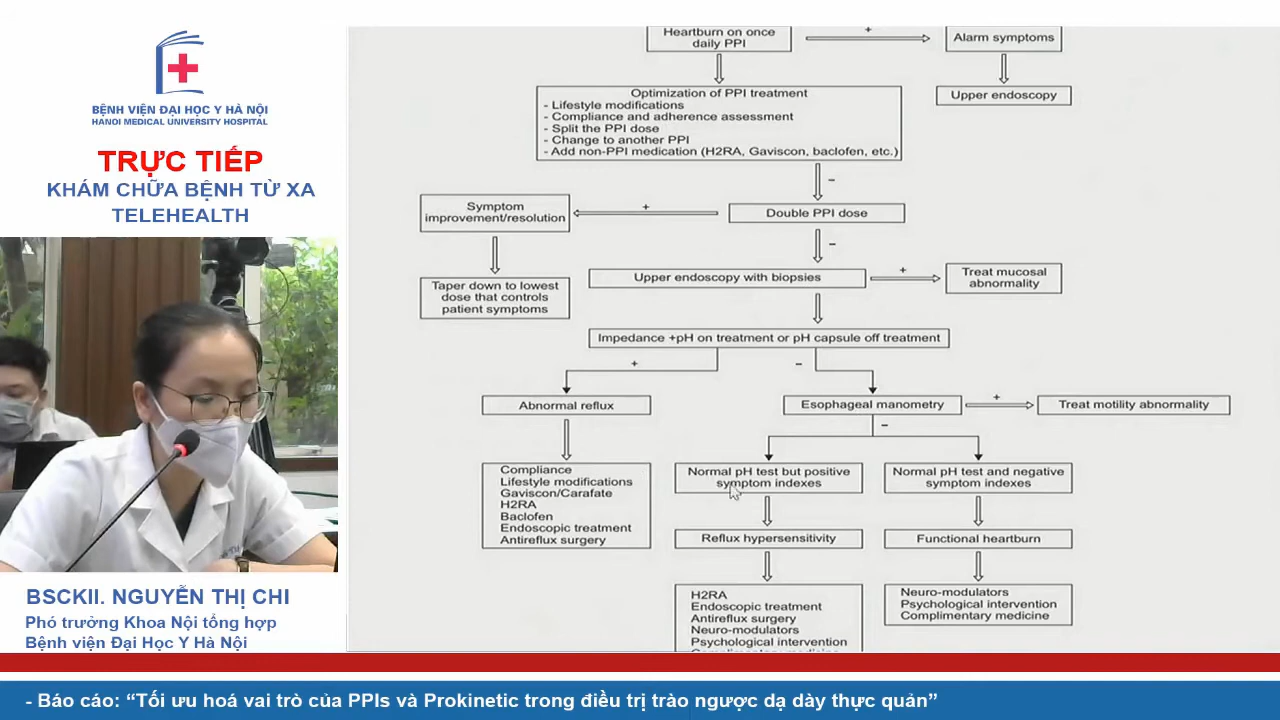 BỆNH VIỆN ĐẠI HỌC Y HÀ NỘI
HANOI MEDICAL UNIVERSITY HOSPITAL
TRỰC TIẾP
KHÁM CHỮA BỆNH TỪ XA
TELEHEALTH
BSCKII. NGUYỄN THỊ CHI
Phó trưởng Khoa Nội tổng hợp
Bệnh viện Đại Học Y Hà Nội
Heartburn on once
daily PPI
+
Alarm symptoms
Upper endoscopy
Optimization of PPI treatment
- Lifestyle modifications
- Compliance and adherence assessment
- Split the PPI dose
- Change to another PPI
- Add non-PPI medication (H2RA, Gaviscon, baclofen, etc.)
–
Symptom
improvement/resolution
+
Double PPI dose
–
Taper down to lowest
dose that controls
patient symptoms
Upper endoscopy with biopsies
+
Treat mucosal
abnormality
Impedance +pH on treatment or pH capsule off treatment
+
–
Abnormal reflux
Esophageal manometry
+
Treat motility abnormality
–
Compliance
Lifestyle modifications
Gaviscon/Carafate
H2RA
Baclofen
Endoscopic treatment
Antireflux surgery
Normal pH test but positive
symptom indexes
Normal pH test and negative
symptom indexes
Reflux hypersensitivity
Functional heartburn
H2RA
Endoscopic treatment
Antireflux surgery
Neuro-modulators
Psychological intervention
Complimentary medicine
Neuro-modulators
Psychological intervention
Complimentary medicine
- Báo cáo: “Tối ưu hoá vai trò của PPIs và Prokinetic trong điều trị trào ngược dạ dày thực quản”